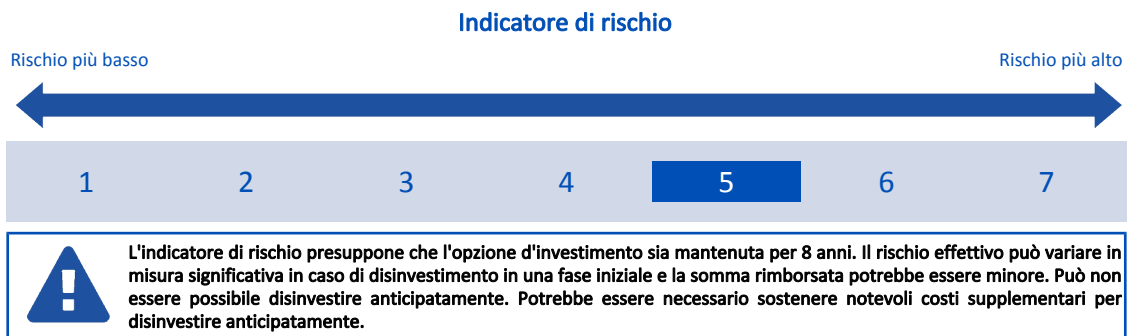 Indicatore di rischio
Rischio più basso
Rischio più alto
1 2 3 4 5 6 7
L'indicatore di rischio presuppone che l'opzione d'investimento sia mantenuta per 8 anni. Il rischio effettivo può variare in
misura significativa in caso di disinvestimento in una fase iniziale e la somma rimborsata potrebbe essere minore. Può non
essere possibile disinvestire anticipatamente. Potrebbe essere necessario sostenere notevoli costi supplementari per
disinvestire anticipatamente.